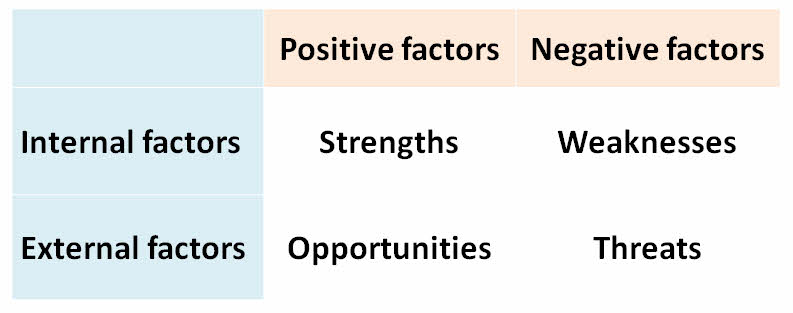 Positive factors Negative factors
Internal factors Strengths Weaknesses
External factors Opportunities Threats